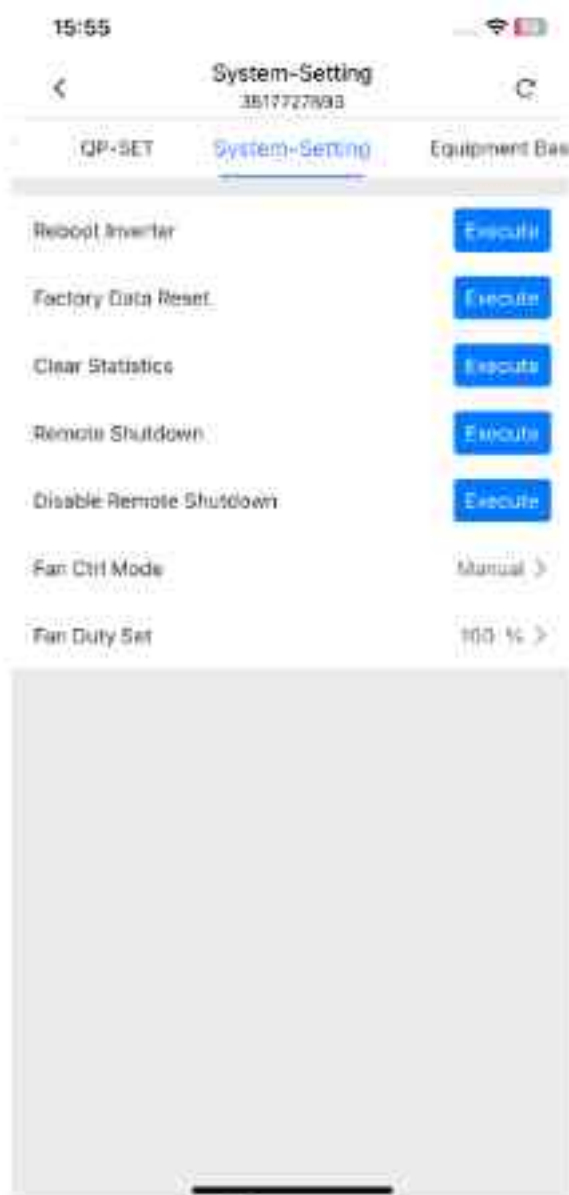 15:55
System-Setting
3517727893
QP-SET System-Setting Equipment Bas
Reboot Inverter Execute
Factory Data Reset Execute
Clear Statistics Execute
Remote Shutdown Execute
Disable Remote Shutdown Execute
Fan Ctrl Mode Manual
Fan Duty Set 100 %